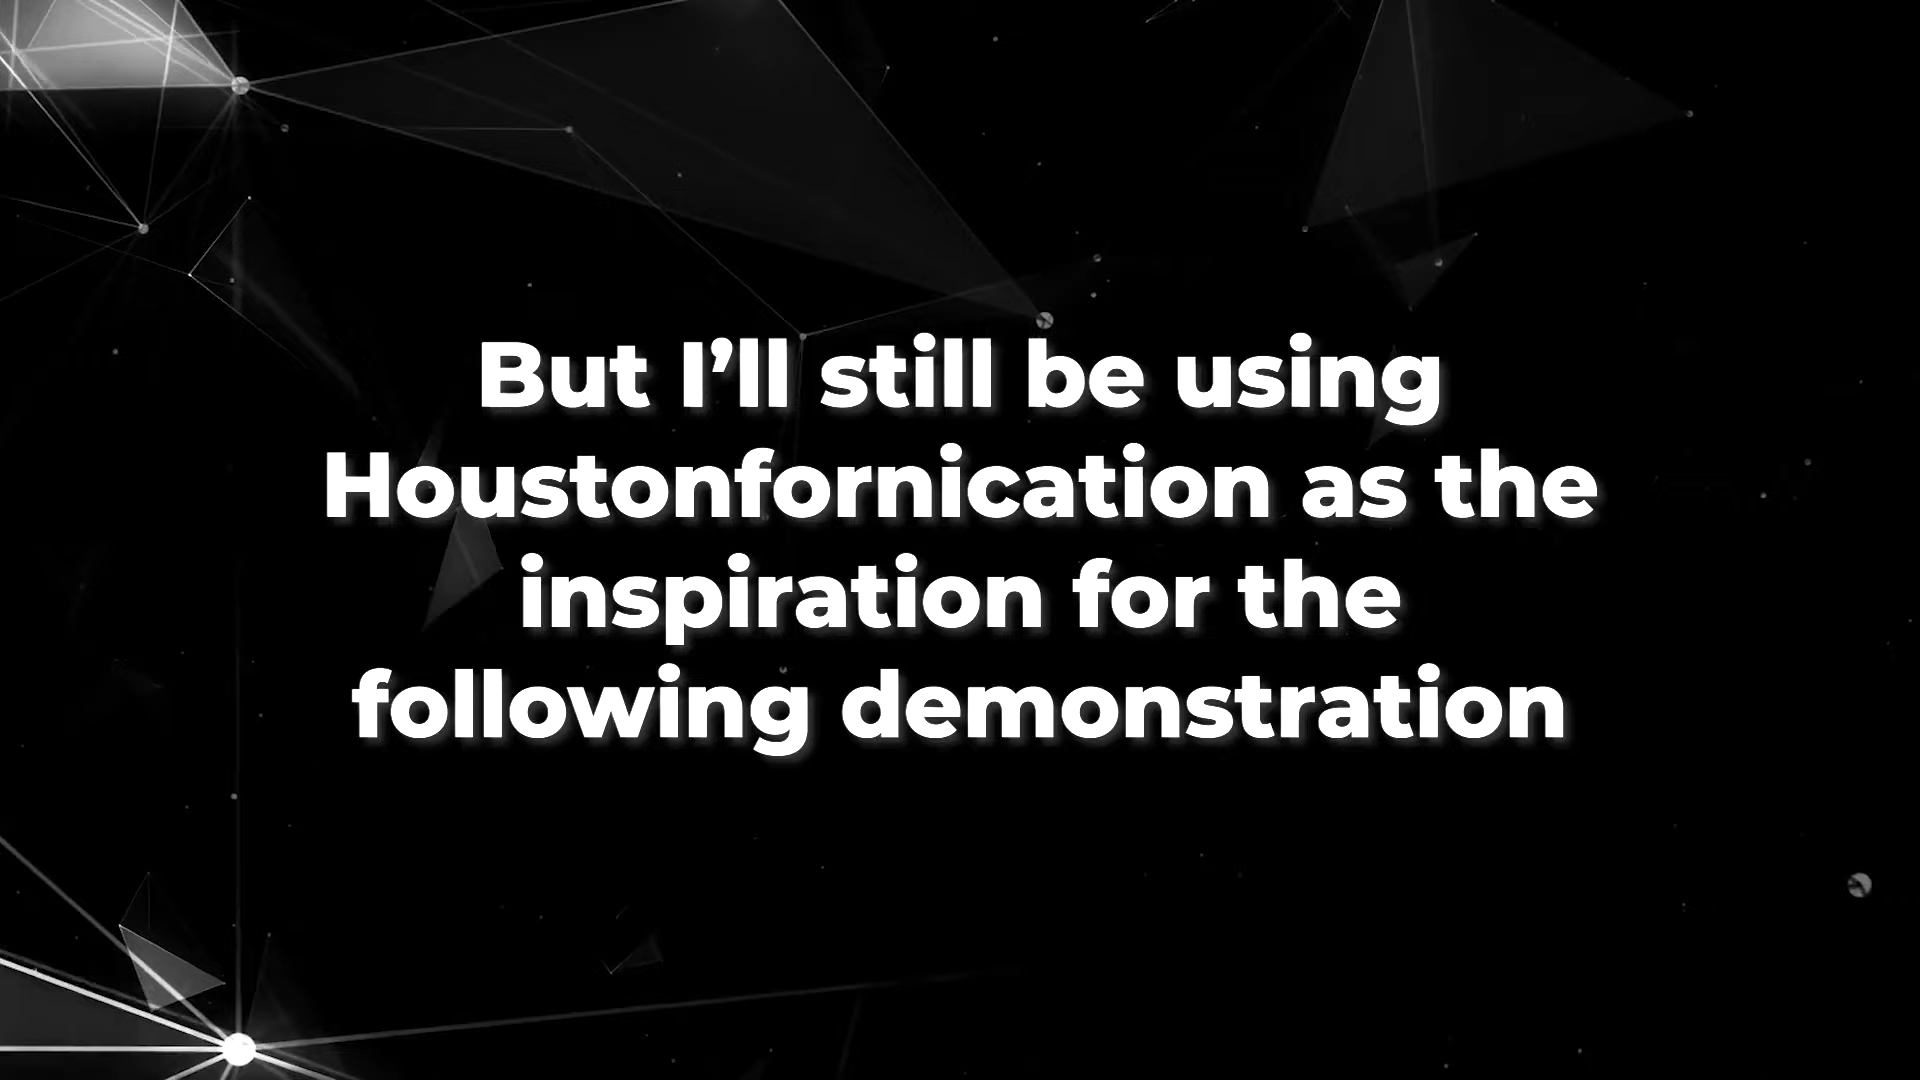 But I’ll still be using
Houstonfornication as the
inspiration for the
following demonstration